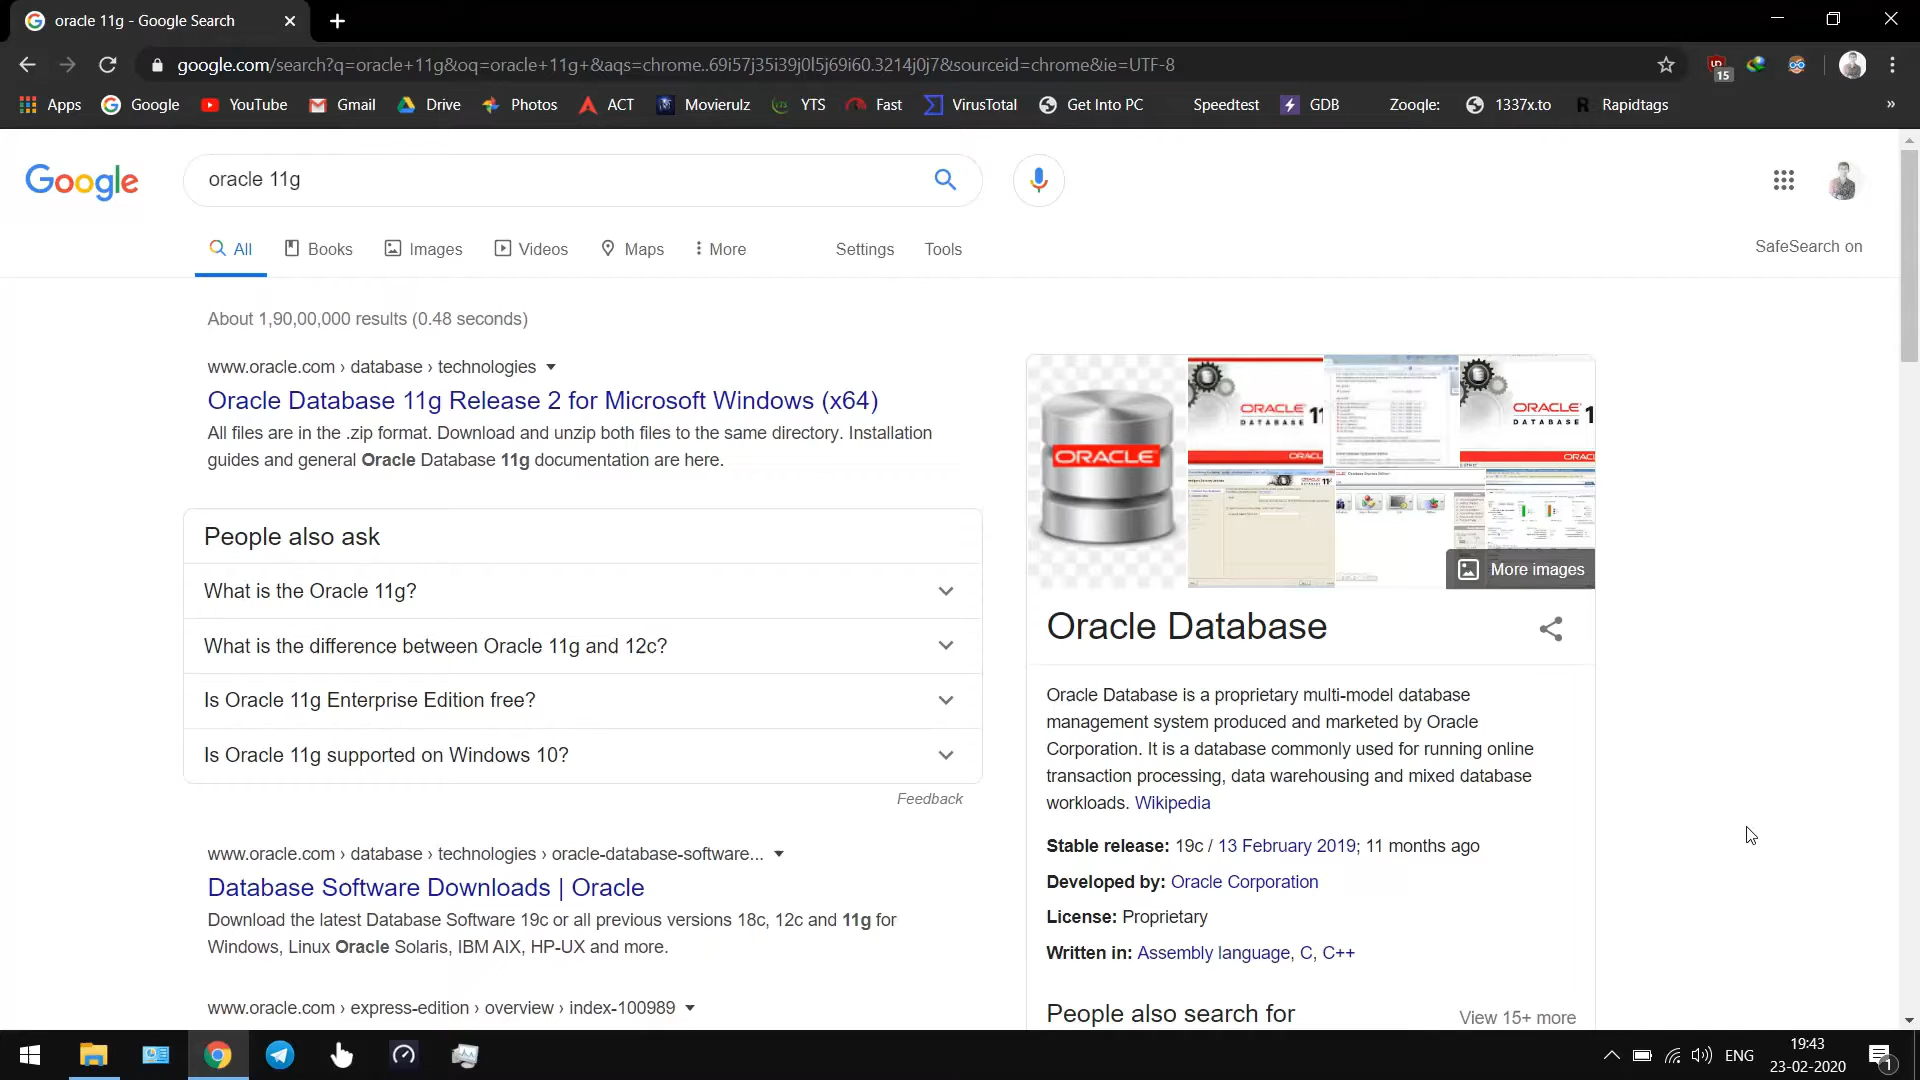 oracle 11g - Google Search
google.com/search?q=oracle+11g&oq=oracle+11g+&aqs=chrome..69i57j35i39j0l5j69i60.3214j0j7&sourceid=chrome&ie=UTF-8
15
Apps Google YouTube Gmail Drive Photos ACT Movierulz YTS Fast VirusTotal Get Into PC Speedtest GDB Zooqle: 1337x.to Rapidtags »
Google oracle 11g
All Books Images Videos Maps More Settings Tools SafeSearch on
About 1,90,00,000 results (0.48 seconds)
www.oracle.com › database › technologies
Oracle Database 11g Release 2 for Microsoft Windows (x64)
All files are in the .zip format. Download and unzip both files to the same directory. Installation
guides and general Oracle Database 11g documentation are here.
People also ask
What is the Oracle 11g?
What is the difference between Oracle 11g and 12c?
Is Oracle 11g Enterprise Edition free?
Is Oracle 11g supported on Windows 10?
Feedback
www.oracle.com › database › technologies › oracle-database-software...
Database Software Downloads | Oracle
Download the latest Database Software 19c or all previous versions 18c, 12c and 11g for
Windows, Linux Oracle Solaris, IBM AIX, HP-UX and more.
www.oracle.com › express-edition › overview › index-100989
ORACLE
ORACLE 11
DATABASE
ORACLE 1
DATABASE
More images
Oracle Database
Oracle Database is a proprietary multi-model database
management system produced and marketed by Oracle
Corporation. It is a database commonly used for running online
transaction processing, data warehousing and mixed database
workloads. Wikipedia
Stable release: 19c / 13 February 2019; 11 months ago
Developed by: Oracle Corporation
License: Proprietary
Written in: Assembly language, C, C++
People also search for View 15+ more
ENG
19:43
23-02-2020
1